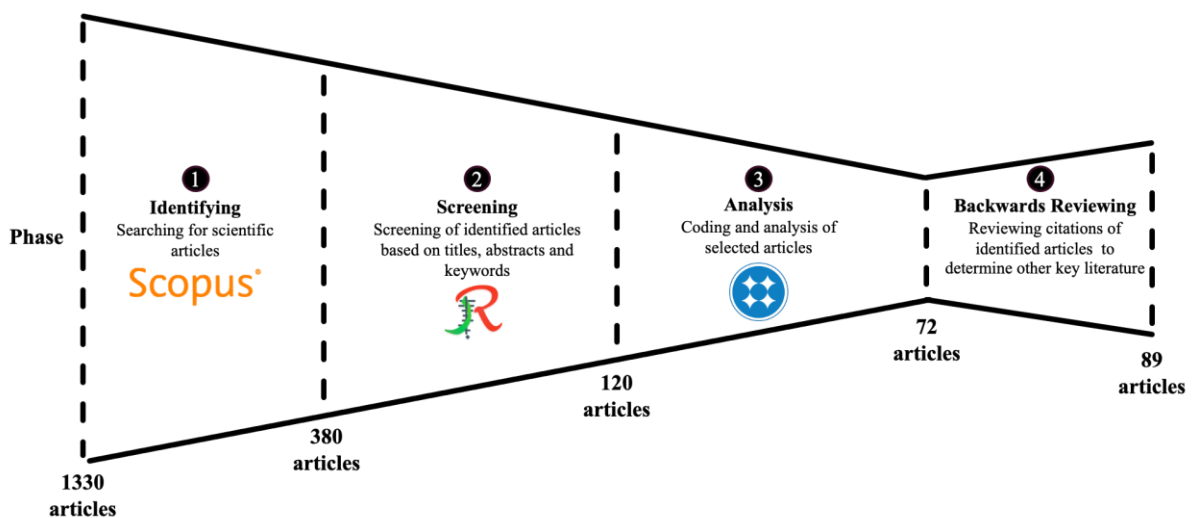 Phase
1
Identifying
Searching for scientific
articles
Scopus®
2
Screening
Screening of identified articles
based on titles, abstracts and
keywords
R
3
Analysis
Coding and analysis of
selected articles
4
Backwards Reviewing
Reviewing citations of
identified articles to
determine other key literature
1330
articles
380
articles
120
articles
72
articles
89
articles